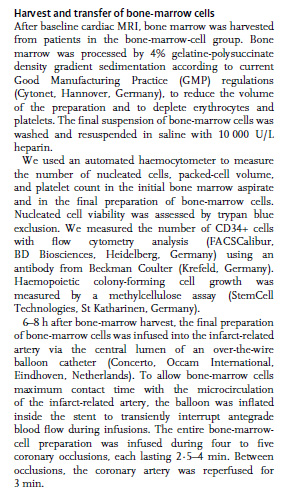 Harvest and transfer of bone-marrow cells
After baseline cardiac MRI, bone marrow was harvested
from patients in the bone-marrow-cell group. Bone
marrow was processed by 4% gelatine-polysuccinate
density gradient sedimentation according to current
Good Manufacturing Practice (GMP) regulations
(Cytonet, Hannover, Germany), to reduce the volume
of the preparation and to deplete erythrocytes and
platelets. The final suspension of bone-marrow cells was
washed and resuspended in saline with 10 000 U/L
heparin.
We used an automated haemocytometer to measure
the number of nucleated cells, packed-cell volume,
and platelet count in the initial bone marrow aspirate
and in the final preparation of bone-marrow cells.
Nucleated cell viability was assessed by trypan blue
exclusion. We measured the number of CD34+ cells
with flow cytometry analysis (FACSCalibur,
BD Biosciences, Heidelberg, Germany) using an
antibody from Beckman Coulter (Krefeld, Germany).
Haemopoietic colony-forming cell growth was
measured by a methylcellulose assay (StemCell
Technologies, St Katharinen, Germany).
6–8 h after bone-marrow harvest, the final preparation
of bone-marrow cells was infused into the infarct-related
artery via the central lumen of an over-the-wire
balloon catheter (Concerto, Occam International,
Eindhoven, Netherlands). To allow bone-marrow cells
maximum contact time with the microcirculation
of the infarct-related artery, the balloon was inflated
inside the stent to transiently interrupt antegrade
blood flow during infusions. The entire bone-marrow-
cell preparation was infused during four to five
coronary occlusions, each lasting 2·5–4 min. Between
occlusions, the coronary artery was reperfused for
3 min.